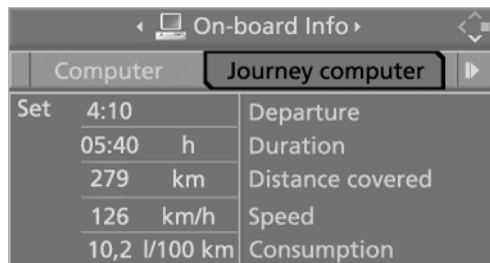 On-board Info
Computer Journey computer
Set 4:10 Departure
05:40 h Duration
279 km Distance covered
126 km/h Speed
10,2 l/100 km Consumption